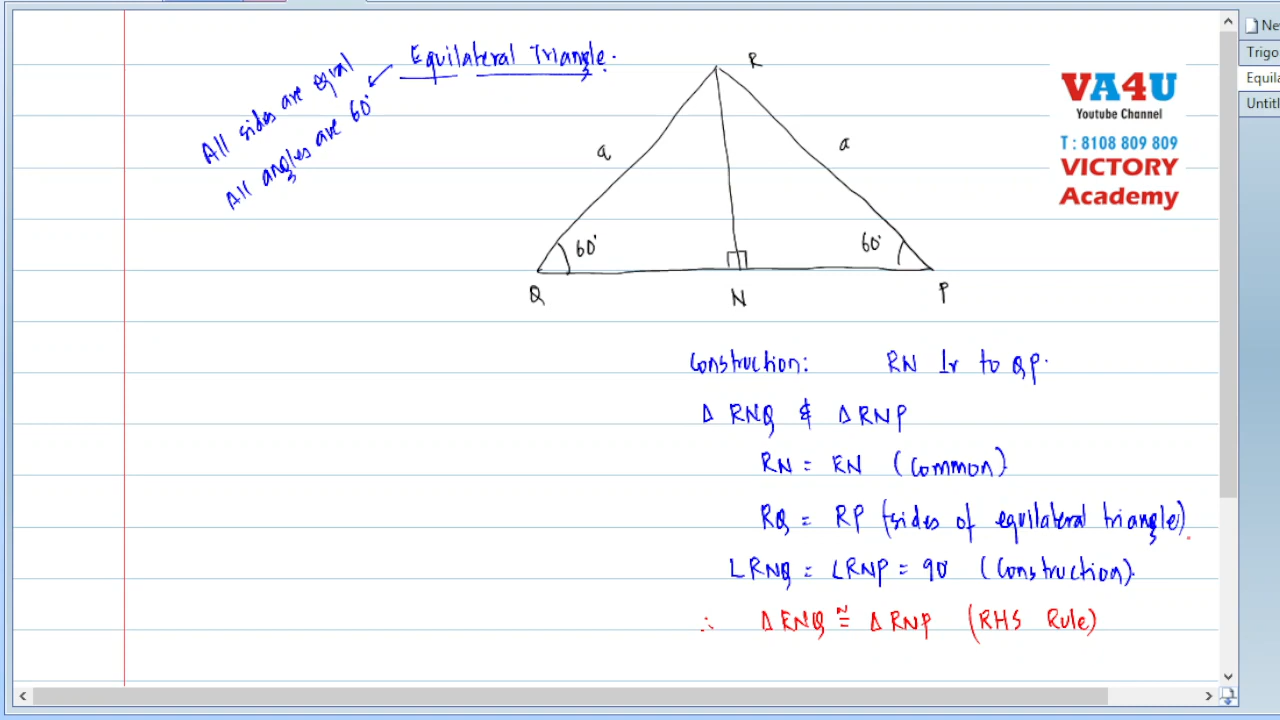 Equilateral Triangle.
All sides are equal
All angles are 60°
R
a
a
60°
60°
Q
N
P
VA4U
Youtube Channel
T : 8108 809 809
VICTORY
Academy
Construction: RN Ir to QP.
Δ RNQ & Δ RNP
RN = RN (Common)
RQ = RP (sides of equilateral triangle)
∠RNQ = ∠RNP = 90° (Construction).
∴ Δ RNQ ≅ Δ RNP (RHS Rule)
Trigo
Equila
Untitl